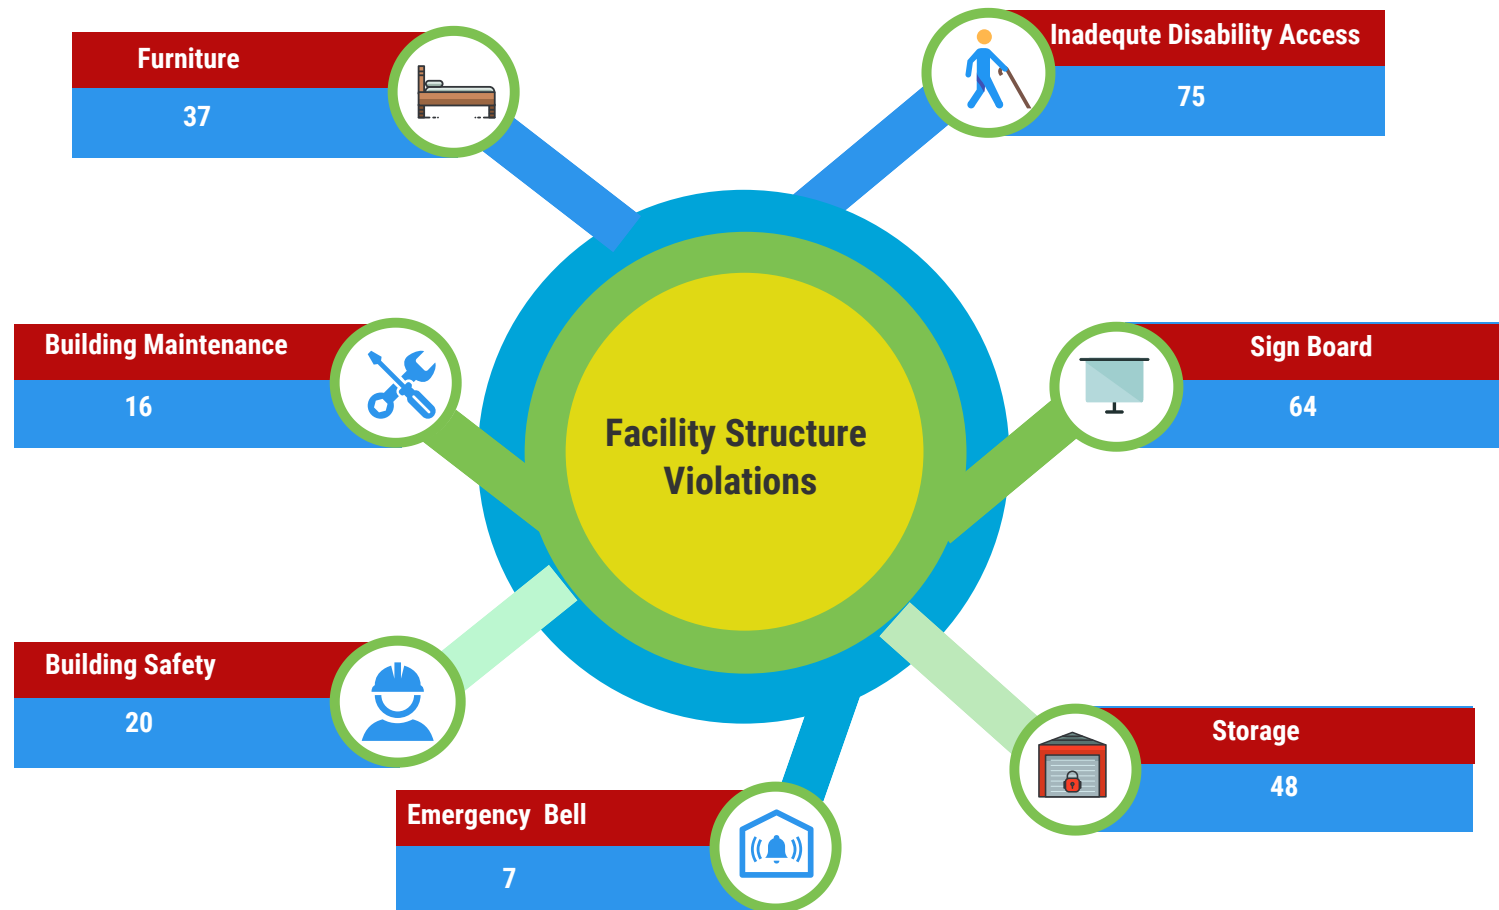 Furniture
37
Inadequte Disability Access
75
Building Maintenance
16
Sign Board
64
Facility Structure
Violations
Building Safety
20
Storage
48
Emergency Bell
7